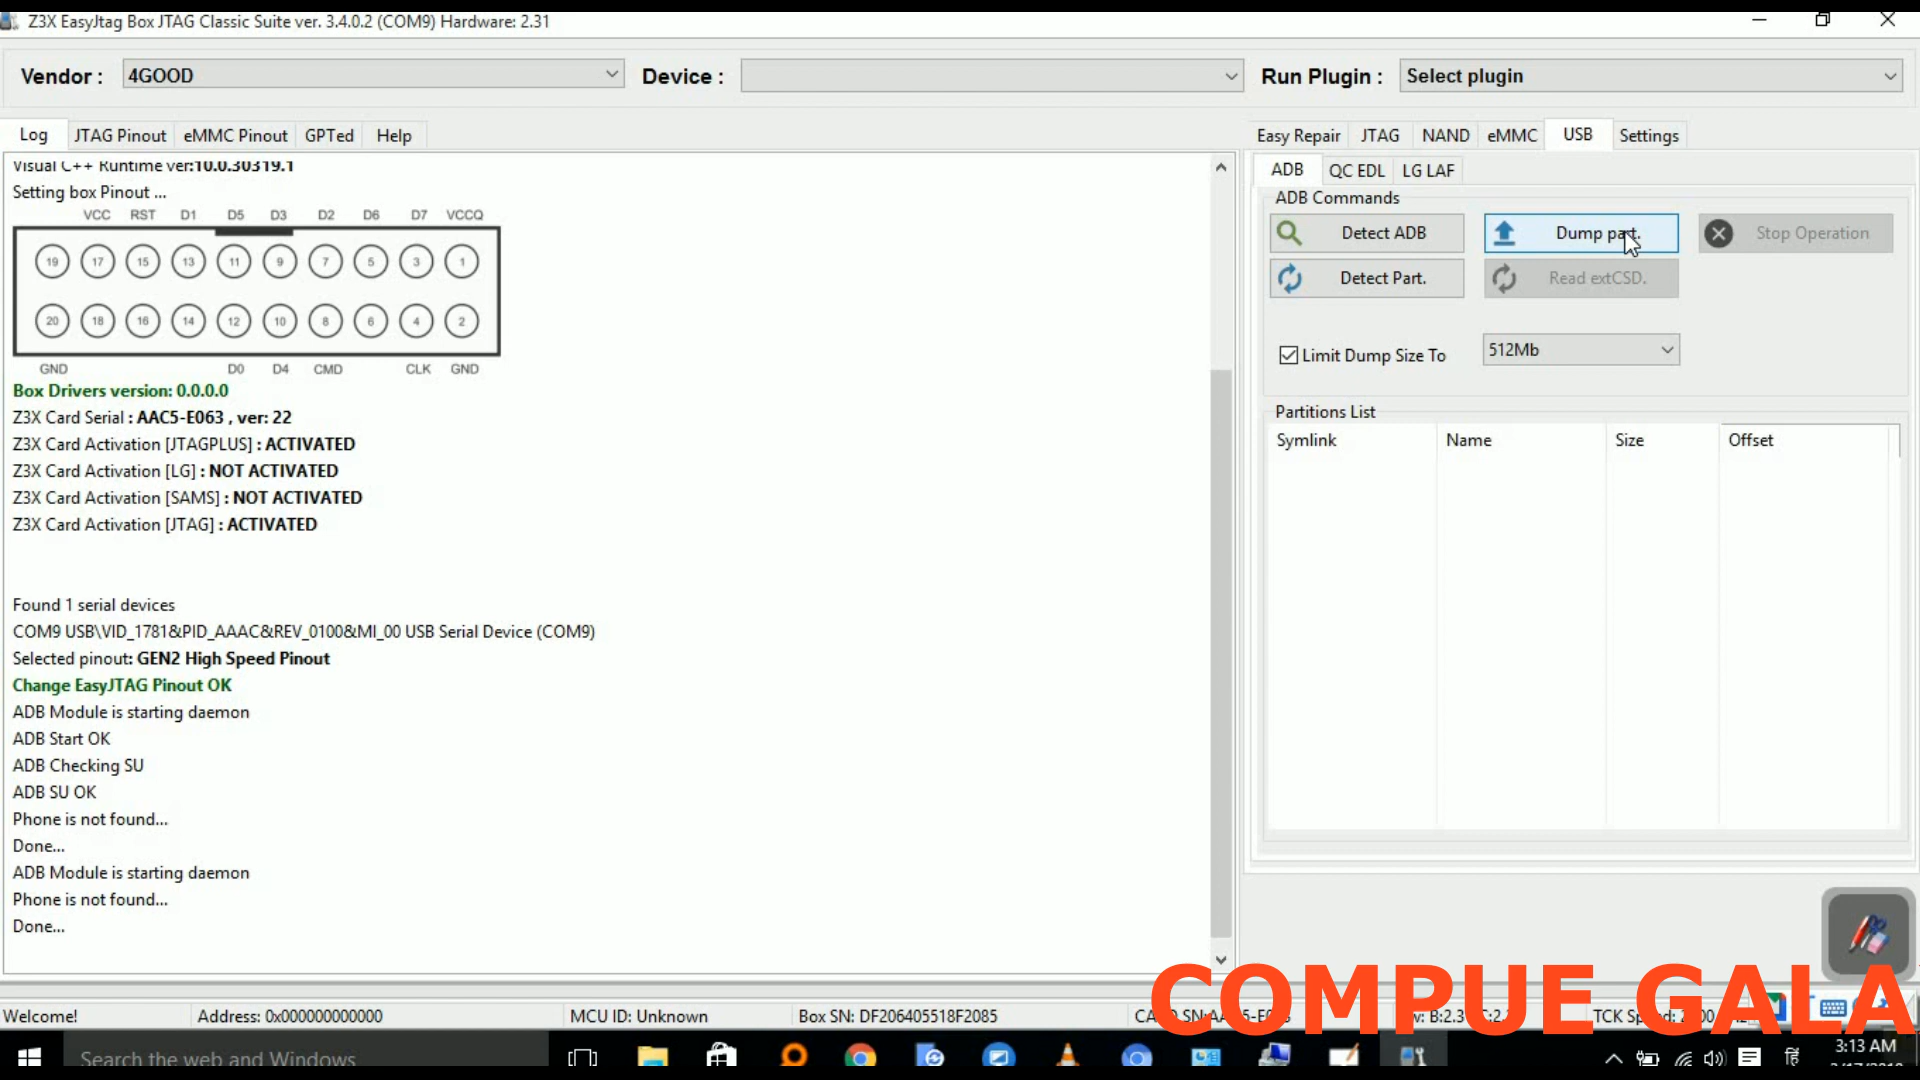 Z3X EasyJtag Box JTAG Classic Suite ver. 3.4.0.2 (COM9) Hardware: 2.31
Vendor : 4GOOD Device : Run Plugin : Select plugin
Log JTAG Pinout eMMC Pinout GPTed Help
Easy Repair JTAG NAND eMMC USB Settings
ADB QC EDL LG LAF
ADB Commands
Detect ADB Dump part. Stop Operation
Detect Part. Read extCSD.
Limit Dump Size To 512Mb
Partitions List
Symlink Name Size Offset
Visual C++ Runtime ver:10.0.30319.1
Setting box Pinout ...
VCC RST D1 D5 D3 D2 D6 D7 VCCQ
19 17 15 13 11 9 7 5 3 1
20 18 16 14 12 10 8 6 4 2
GND D0 D4 CMD CLK GND
Box Drivers version: 0.0.0.0
Z3X Card Serial : AAC5-E063 , ver: 22
Z3X Card Activation [JTAGPLUS] : ACTIVATED
Z3X Card Activation [LG] : NOT ACTIVATED
Z3X Card Activation [SAMS] : NOT ACTIVATED
Z3X Card Activation [JTAG] : ACTIVATED
Found 1 serial devices
COM9 USB\VID_1781&PID_AAAC&REV_0100&MI_00 USB Serial Device (COM9)
Selected pinout: GEN2 High Speed Pinout
Change EasyJTAG Pinout OK
ADB Module is starting daemon
ADB Start OK
ADB Checking SU
ADB SU OK
Phone is not found...
Done...
ADB Module is starting daemon
Phone is not found...
Done...
COMPUE GALA
Welcome! Address: 0x000000000000 MCU ID: Unknown Box SN: DF206405518F2085 TCK
Search the web and Windows
हि
3:13 AM